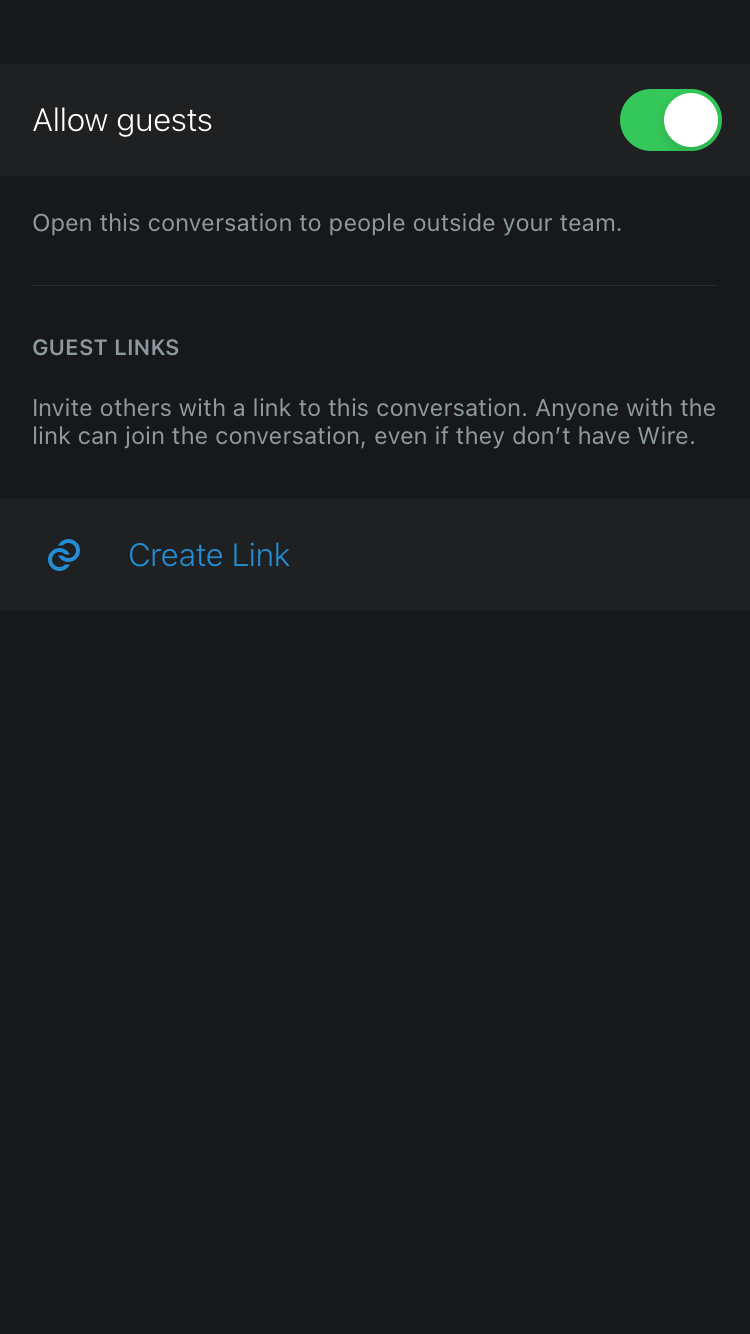 Allow guests
Open this conversation to people outside your team.
GUEST LINKS
Invite others with a link to this conversation. Anyone with the
link can join the conversation, even if they don’t have Wire.
Create Link